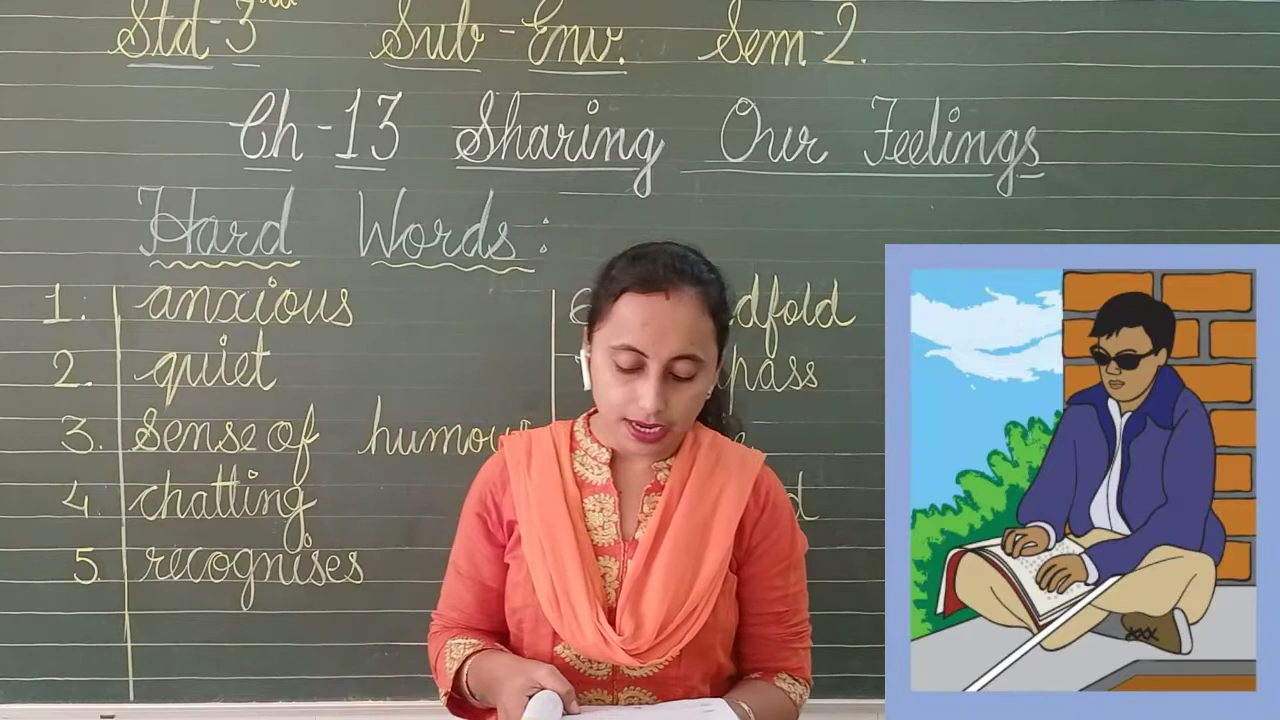 Std-3rd Sub-Env. Sem-2.
Ch-13 Sharing Our Feelings
Hard Words:
1. anxious
2. quiet
3. Sense of humour
4. chatting
5. recognises